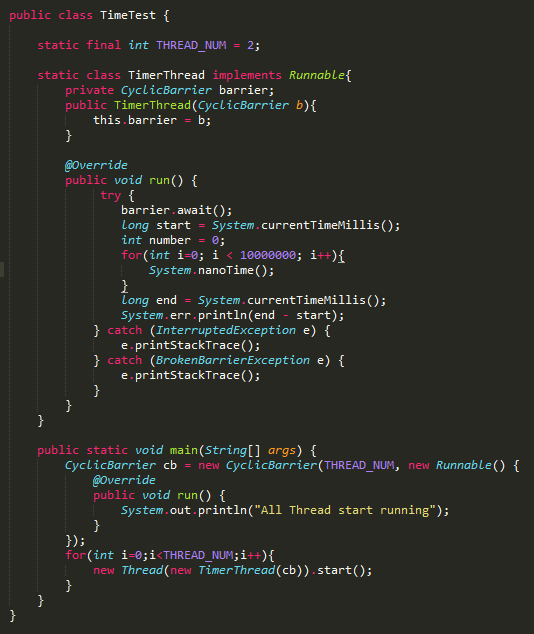 public class TimeTest {
static final int THREAD_NUM = 2;
static class TimerThread implements Runnable{
private CyclicBarrier barrier;
public TimerThread(CyclicBarrier b){
this.barrier = b;
}
@Override
public void run() {
try {
barrier.await();
long start = System.currentTimeMillis();
int number = 0;
for(int i=0; i < 10000000; i++){
System.nanoTime();
}
long end = System.currentTimeMillis();
System.err.println(end - start);
} catch (InterruptedException e) {
e.printStackTrace();
} catch (BrokenBarrierException e) {
e.printStackTrace();
}
}
}
public static void main(String[] args) {
CyclicBarrier cb = new CyclicBarrier(THREAD_NUM, new Runnable() {
@Override
public void run() {
System.out.println("All Thread start running");
}
});
for(int i=0;i<THREAD_NUM;i++){
new Thread(new TimerThread(cb)).start();
}
}
}